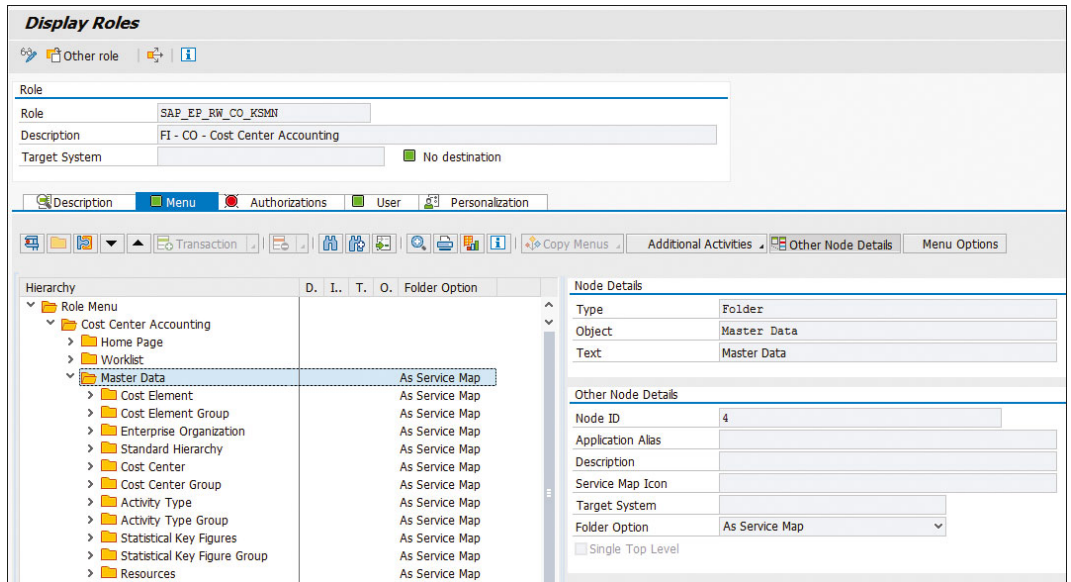 Display Roles
Other role
Role
Role SAP_EP_RW_CO_KSMN
Description FI - CO - Cost Center Accounting
Target System No destination
Description Menu Authorizations User Personalization
Transaction Copy Menus Additional Activities Other Node Details Menu Options
Hierarchy D. I.. T. O. Folder Option
Role Menu
Cost Center Accounting
Home Page
Worklist
Master Data As Service Map
Cost Element As Service Map
Cost Element Group As Service Map
Enterprise Organization As Service Map
Standard Hierarchy As Service Map
Cost Center As Service Map
Cost Center Group As Service Map
Activity Type As Service Map
Activity Type Group As Service Map
Statistical Key Figures As Service Map
Statistical Key Figure Group As Service Map
Resources As Service Map
Node Details
Type Folder
Object Master Data
Text Master Data
Other Node Details
Node ID 4
Application Alias
Description
Service Map Icon
Target System
Folder Option As Service Map
Single Top Level